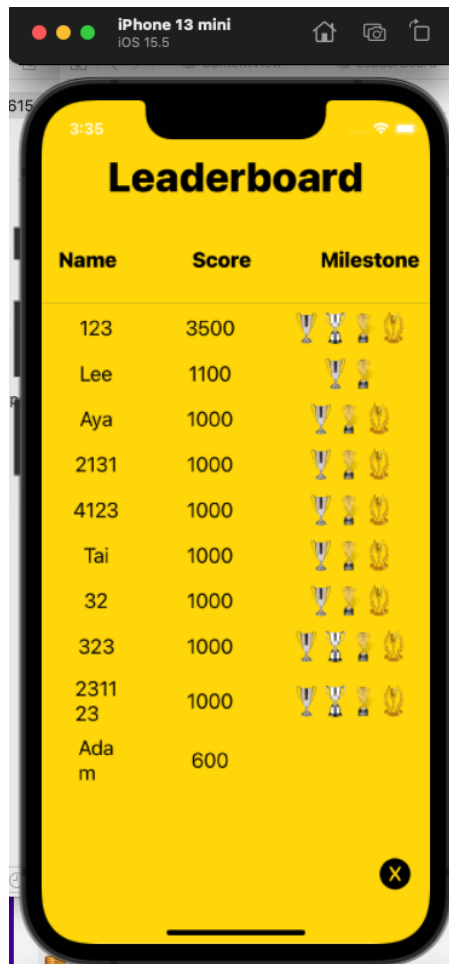 iPhone 13 mini
iOS 15.5
615
3:35
Leaderboard
Name Score Milestone
123 3500
Lee 1100
Aya 1000
2131 1000
4123 1000
Tai 1000
32 1000
323 1000
2311
23 1000
Ada
m 600
X